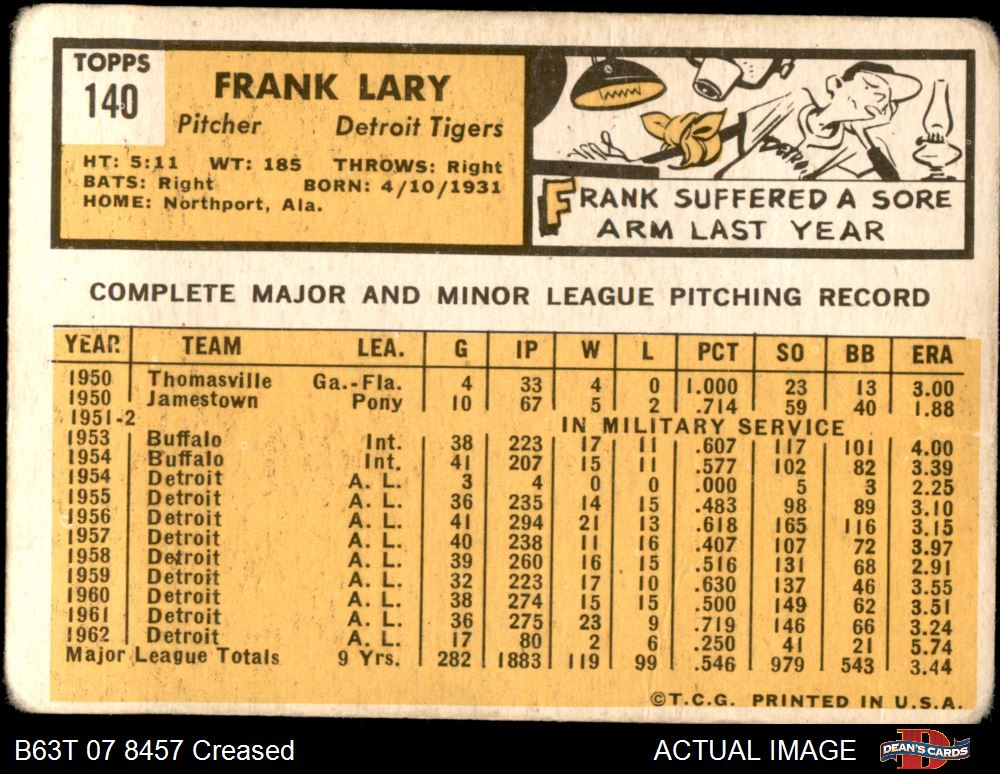 TOPPS
140
FRANK LARY
Pitcher Detroit Tigers
HT: 5:11 WT: 185 THROWS: Right
BATS: Right BORN: 4/10/1931
HOME: Northport, Ala.
DETROI
FRANK SUFFERED A SORE
ARM LAST YEAR
COMPLETE MAJOR AND MINOR LEAGUE PITCHING RECORD
YEAR TEAM LEA. G IP W L PCT SO BB ERA
1950 Thomasville Ga.-Fla. 4 33 4 0 1.000 23 13 3.00
1950 Jamestown Pony 10 67 5 2 .714 59 40 1.88
1951-2 IN MILITARY SERVICE
1953 Buffalo Int. 38 223 17 11 .607 117 101 4.00
1954 Buffalo Int. 41 207 15 11 .577 102 82 3.39
1954 Detroit A. L. 3 4 0 0 .000 5 3 2.25
1955 Detroit A. L. 36 235 14 15 .483 98 89 3.10
1956 Detroit A. L. 41 294 21 13 .618 165 116 3.15
1957 Detroit A. L. 40 238 11 16 .407 107 72 3.97
1958 Detroit A. L. 39 260 16 15 .516 131 68 2.91
1959 Detroit A. L. 32 223 17 10 .630 137 46 3.55
1960 Detroit A. L. 38 274 15 15 .500 149 62 3.51
1961 Detroit A. L. 36 275 23 9 .719 146 66 3.24
1962 Detroit A. L. 17 80 2 6 .250 41 21 5.74
Major League Totals 9 Yrs. 282 1883 119 99 .546 979 543 3.44
©T.C.G. PRINTED IN U.S.A.
B63T 07 8457 Creased ACTUAL IMAGE DEAN'S CARDS